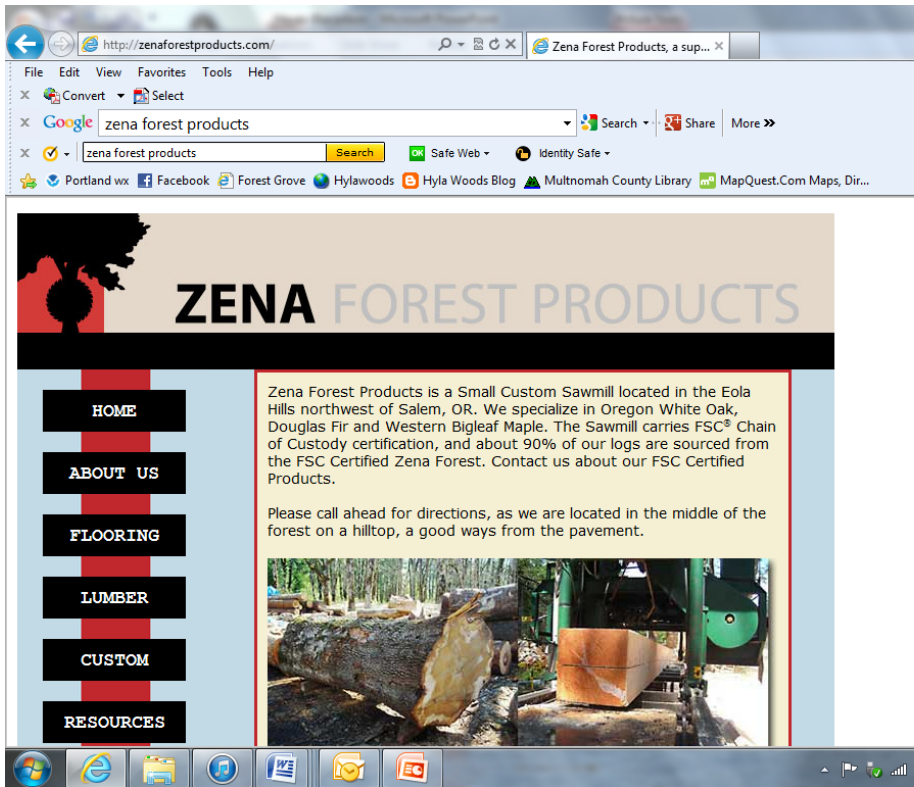 http://zenaforestproducts.com/
Zena Forest Products, a sup...
File Edit View Favorites Tools Help
Convert Select
Google zena forest products Search Share More »
zena forest products Search OK Safe Web Identity Safe
Portland wx Facebook Forest Grove Hylawoods Hyla Woods Blog Multnomah County Library MapQuest.Com Maps, Dir...
ZENA FOREST PRODUCTS
HOME
ABOUT US
FLOORING
LUMBER
CUSTOM
RESOURCES
Zena Forest Products is a Small Custom Sawmill located in the Eola
Hills northwest of Salem, OR. We specialize in Oregon White Oak,
Douglas Fir and Western Bigleaf Maple. The Sawmill carries FSC® Chain
of Custody certification, and about 90% of our logs are sourced from
the FSC Certified Zena Forest. Contact us about our FSC Certified
Products.
Please call ahead for directions, as we are located in the middle of the
forest on a hilltop, a good ways from the pavement.